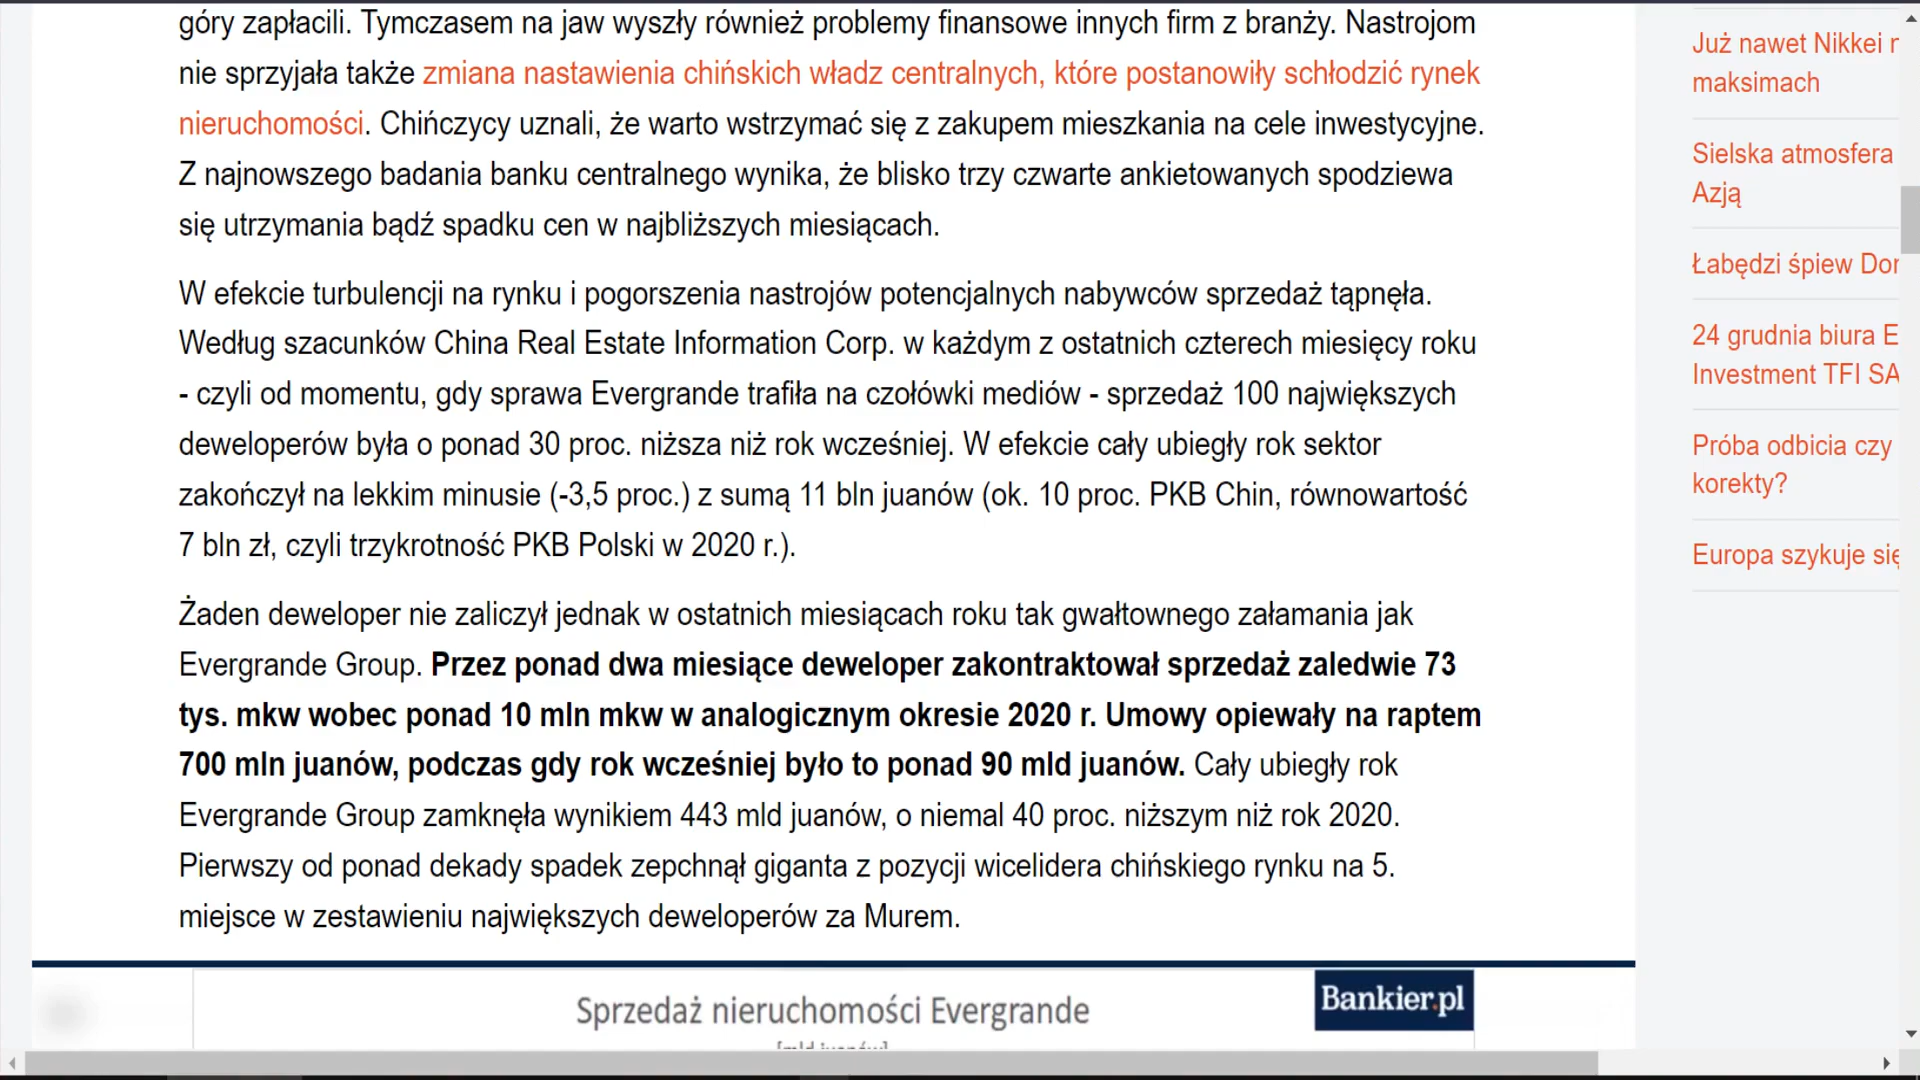 góry zapłacili. Tymczasem na jaw wyszły również problemy finansowe innych firm z branży. Nastrojom
nie sprzyjała także zmiana nastawienia chińskich władz centralnych, które postanowiły schłodzić rynek
nieruchomości. Chińczycy uznali, że warto wstrzymać się z zakupem mieszkania na cele inwestycyjne.
Z najnowszego badania banku centralnego wynika, że blisko trzy czwarte ankietowanych spodziewa
się utrzymania bądź spadku cen w najbliższych miesiącach.
W efekcie turbulencji na rynku i pogorszenia nastrojów potencjalnych nabywców sprzedaż tąpnęła.
Według szacunków China Real Estate Information Corp. w każdym z ostatnich czterech miesięcy roku
- czyli od momentu, gdy sprawa Evergrande trafiła na czołówki mediów - sprzedaż 100 największych
deweloperów była o ponad 30 proc. niższa niż rok wcześniej. W efekcie cały ubiegły rok sektor
zakończył na lekkim minusie (-3,5 proc.) z sumą 11 bln juanów (ok. 10 proc. PKB Chin, równowartość
7 bln zł, czyli trzykrotność PKB Polski w 2020 r.).
Żaden deweloper nie zaliczył jednak w ostatnich miesiącach roku tak gwałtownego załamania jak
Evergrande Group. Przez ponad dwa miesiące deweloper zakontraktował sprzedaż zaledwie 73
tys. mkw wobec ponad 10 mln mkw w analogicznym okresie 2020 r. Umowy opiewały na raptem
700 mln juanów, podczas gdy rok wcześniej było to ponad 90 mld juanów. Cały ubiegły rok
Evergrande Group zamknęła wynikiem 443 mld juanów, o niemal 40 proc. niższym niż rok 2020.
Pierwszy od ponad dekady spadek zepchnął giganta z pozycji wicelidera chińskiego rynku na 5.
miejsce w zestawieniu największych deweloperów za Murem.
Sprzedaż nieruchomości Evergrande
Bankier.pl
Już nawet Nikkei
maksimach
Sielska atmosfera
Azją
Łabędzi śpiew
24 grudnia biura
Investment TFI SA
Próba odbicia czy
korekty?
Europa szykuje się